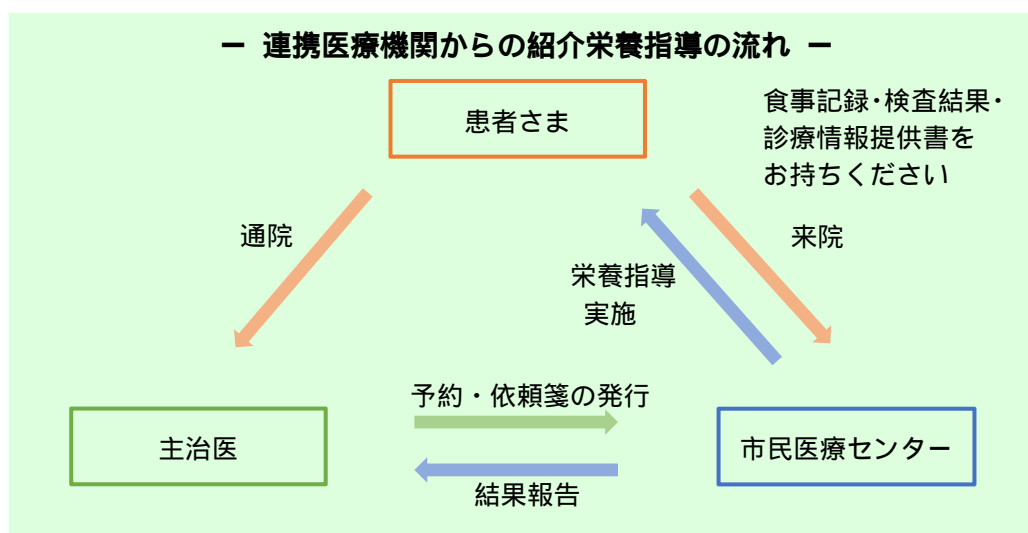 ー 連携医療機関からの紹介栄養指導の流れ ー
患者さま
食事記録･検査結果･
診療情報提供書を
お持ちください
通院
来院
栄養指導
実施
予約・依頼箋の発行
主治医
市民医療センター
結果報告